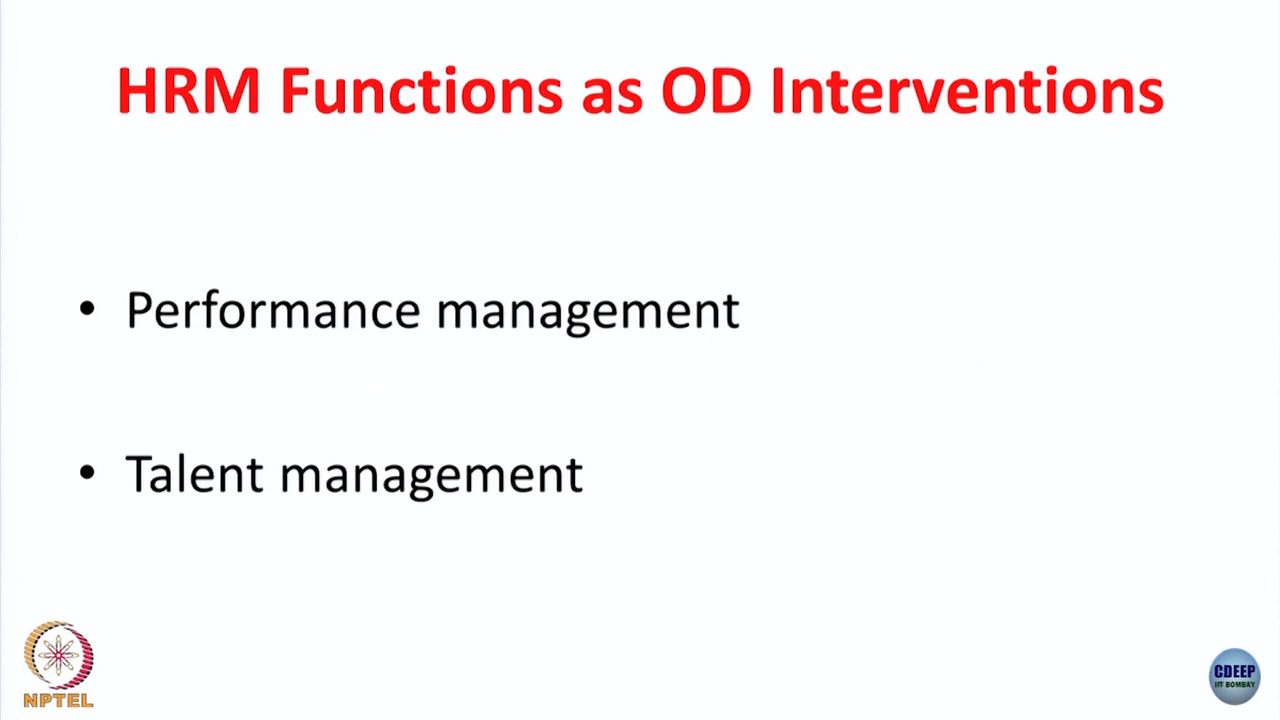 HRM Functions as OD Interventions
• Performance management
• Talent management
NPTEL
CDEEP
IIT BOMBAY